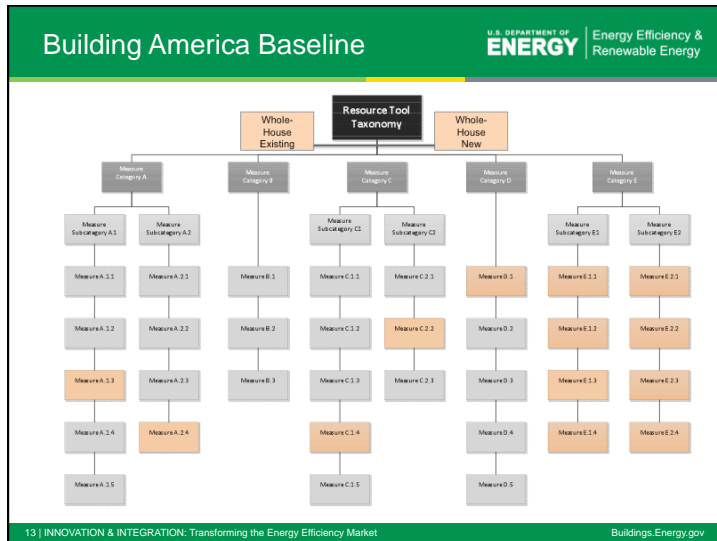 Building America Baseline
U.S. DEPARTMENT OF
ENERGY
Energy Efficiency &
Renewable Energy
Resource Tool
Taxonomy
Whole-
House
Existing
Whole-
House
New
Measure
Category A
Measure
Category B
Measure
Category C
Measure
Category D
Measure
Category E
Measure
Subcategory A.1
Measure
Subcategory A.2
Measure
Subcategory C1
Measure
Subcategory C2
Measure
Subcategory E1
Measure
Subcategory E2
Measure A.1.1
Measure A.2.1
Measure B.1
Measure C.1.1
Measure C.2.1
Measure D.1
Measure E.1.1
Measure E.2.1
Measure A.1.2
Measure A.2.2
Measure B.2
Measure C.1.2
Measure C.2.2
Measure D.2
Measure E.1.2
Measure E.2.2
Measure A.1.3
Measure A.2.3
Measure B.3
Measure C.1.3
Measure C.2.3
Measure D.3
Measure E.1.3
Measure E.2.3
Measure A.1.4
Measure A.2.4
Measure C.1.4
Measure D.4
Measure E.1.4
Measure E.2.4
Measure A.1.5
Measure C.1.5
Measure D.5
13 | INNOVATION & INTEGRATION: Transforming the Energy Efficiency Market
Buildings.Energy.gov